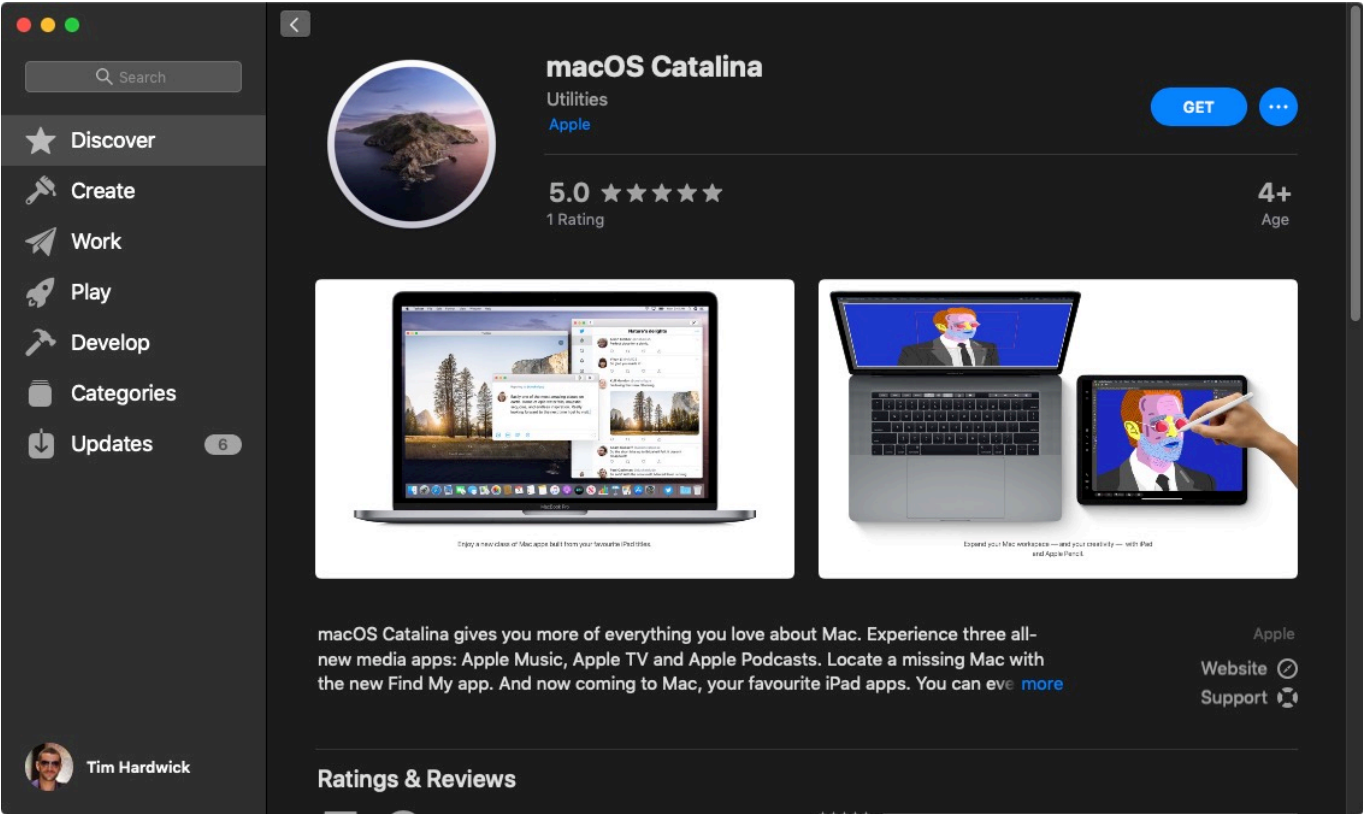 Search
Discover
Create
Work
Play
Develop
Categories
Updates 6
Tim Hardwick
macOS Catalina
Utilities
Apple
GET
5.0
1 Rating
4+
Age
MacBook Pro
Enjoy a new class of Mac apps built from your favourite iPad titles.
Expand your Mac workspace — and your creativity — with iPad
and Apple Pencil.
macOS Catalina gives you more of everything you love about Mac. Experience three all-
new media apps: Apple Music, Apple TV and Apple Podcasts. Locate a missing Mac with
the new Find My app. And now coming to Mac, your favourite iPad apps. You can eve more
Apple
Website
Support
Ratings & Reviews